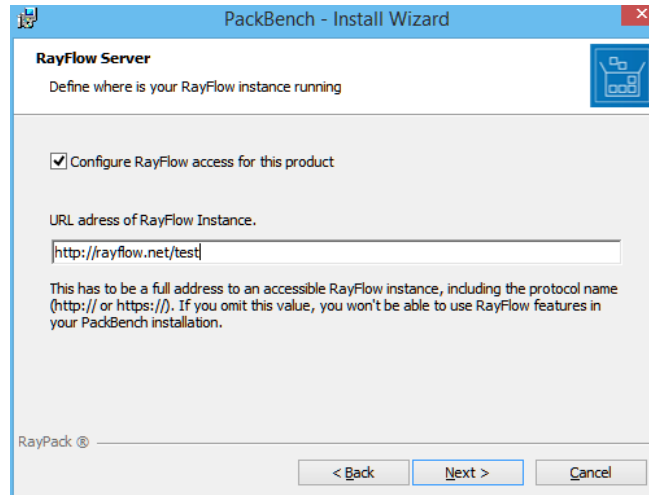 PackBench - Install Wizard
RayFlow Server
Define where is your RayFlow instance running
Configure RayFlow access for this product
URL adress of RayFlow Instance.
http://rayflow.net/test
This has to be a full address to an accessible RayFlow instance, including the protocol name
(http:// or https://). If you omit this value, you won't be able to use RayFlow features in
your PackBench installation.
RayPack ®
< Back Next > Cancel